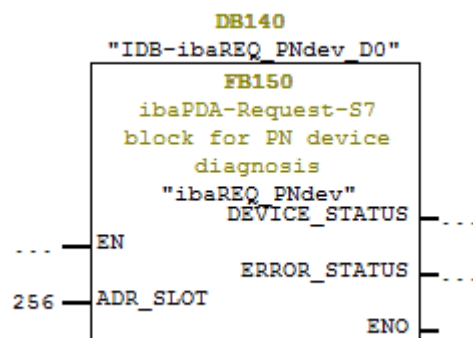 DB140
"IDB-ibaREQ_PNdev_D0"
FB150
ibaPDA-Request-S7
block for PN device
diagnosis
"ibaREQ_PNdev"
DEVICE_STATUS ...
... EN
ERROR_STATUS ...
256 ADR_SLOT
ENO